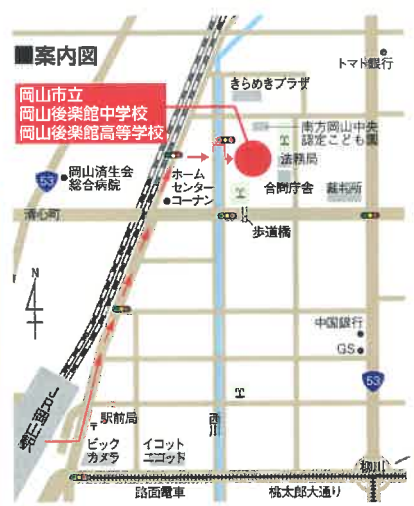 ■案内図
トマト銀行
きらめきプラザ
岡山市立
岡山後楽館中学校
岡山後楽館高等学校
南方岡山中央
認定こども園
法務局
岡山済生会
総合病院
53
ホーム
センター
コーナン
合同庁舎
裁判所
清心町
歩道橋
N
中国銀行
GS
53
JR岡山駅
駅前局
西川
ビック
カメラ
イコット
ニコット
柳川
路面電車
桃太郎大通り